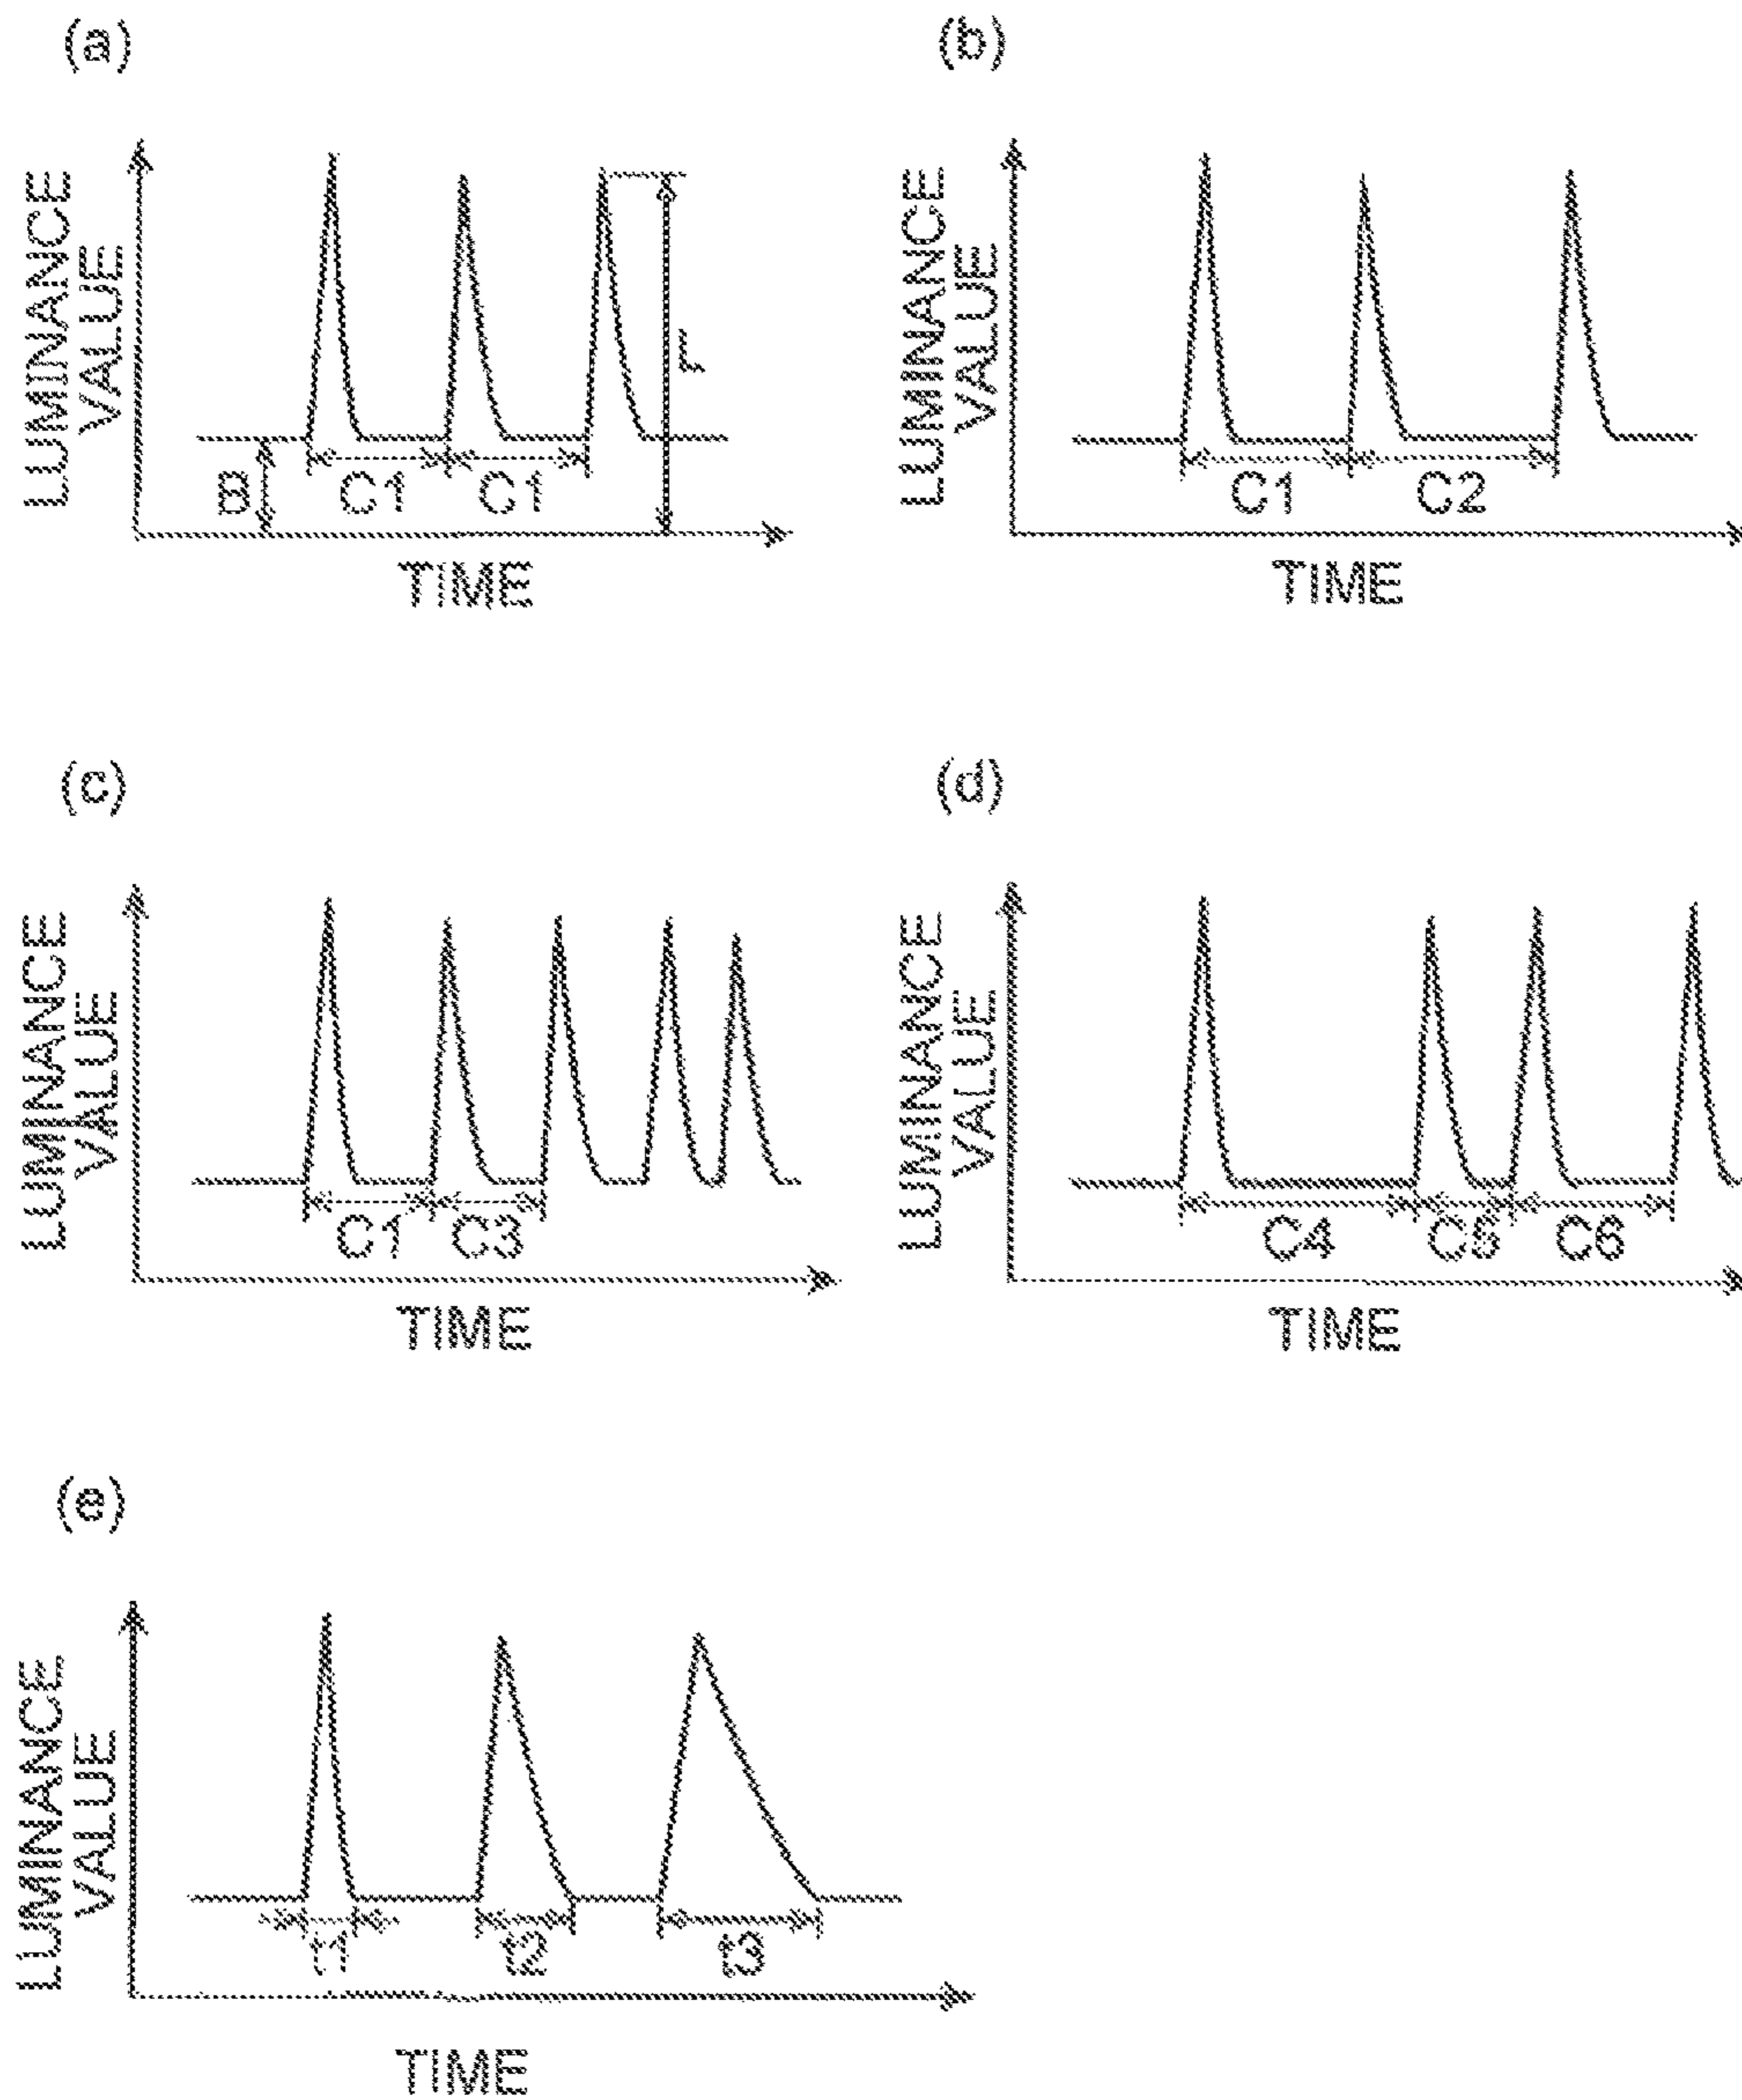 (a)
LUMINANCE
VALUE
B
C1
C1
F
TIME
(b)
LUMINANCE
VALUE
C1
C2
TIME
(c)
LUMINANCE
VALUE
C1
C3
TIME
(d)
LUMINANCE
VALUE
C4
C5
C6
TIME
(e)
LUMINANCE
VALUE
t1
t2
t3
TIME